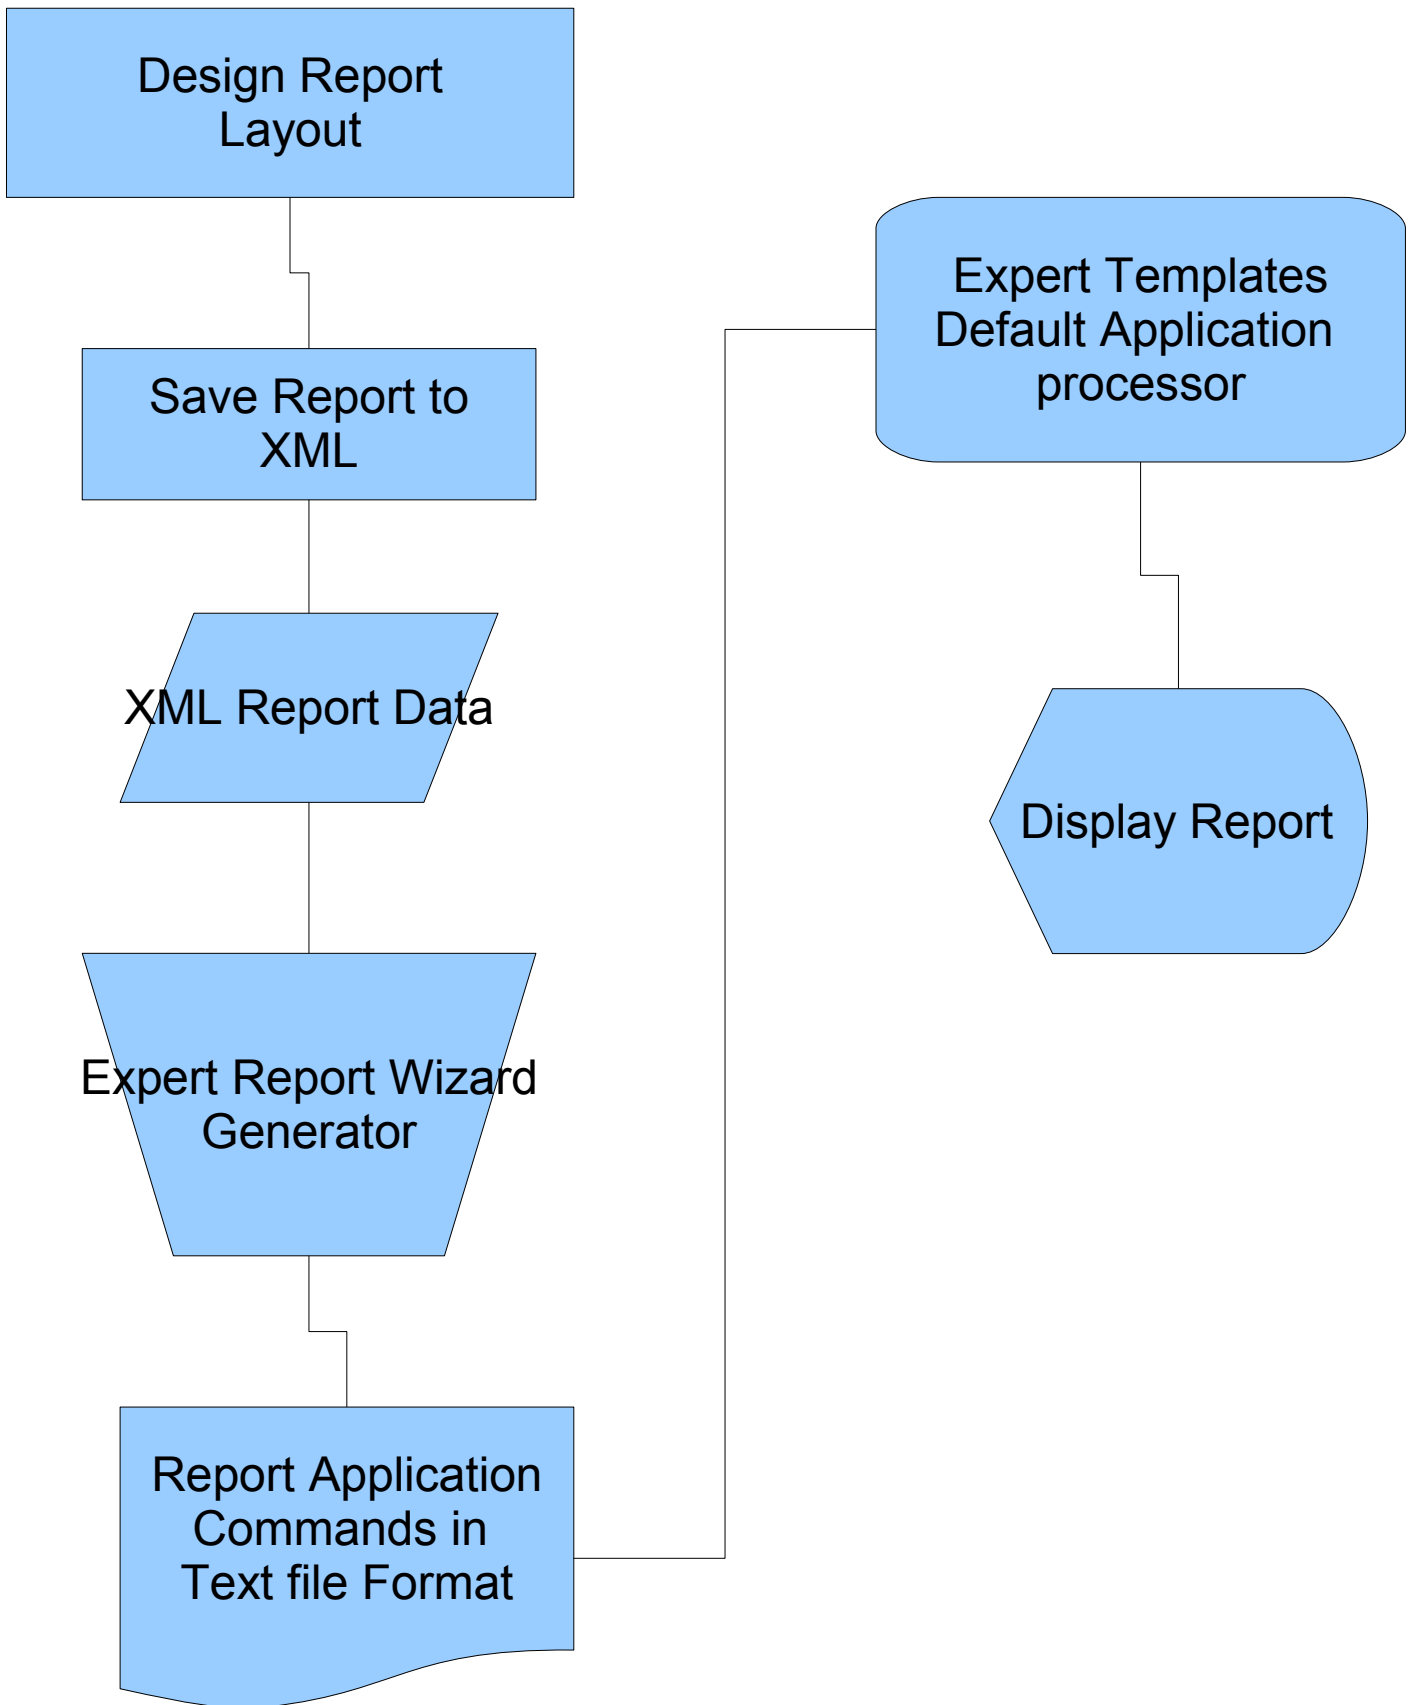 Design Report
Layout
Save Report to
XML
XML Report Data
Expert Report Wizard
Generator
Report Application
Commands in
Text file Format
Expert Templates
Default Application
processor
Display Report